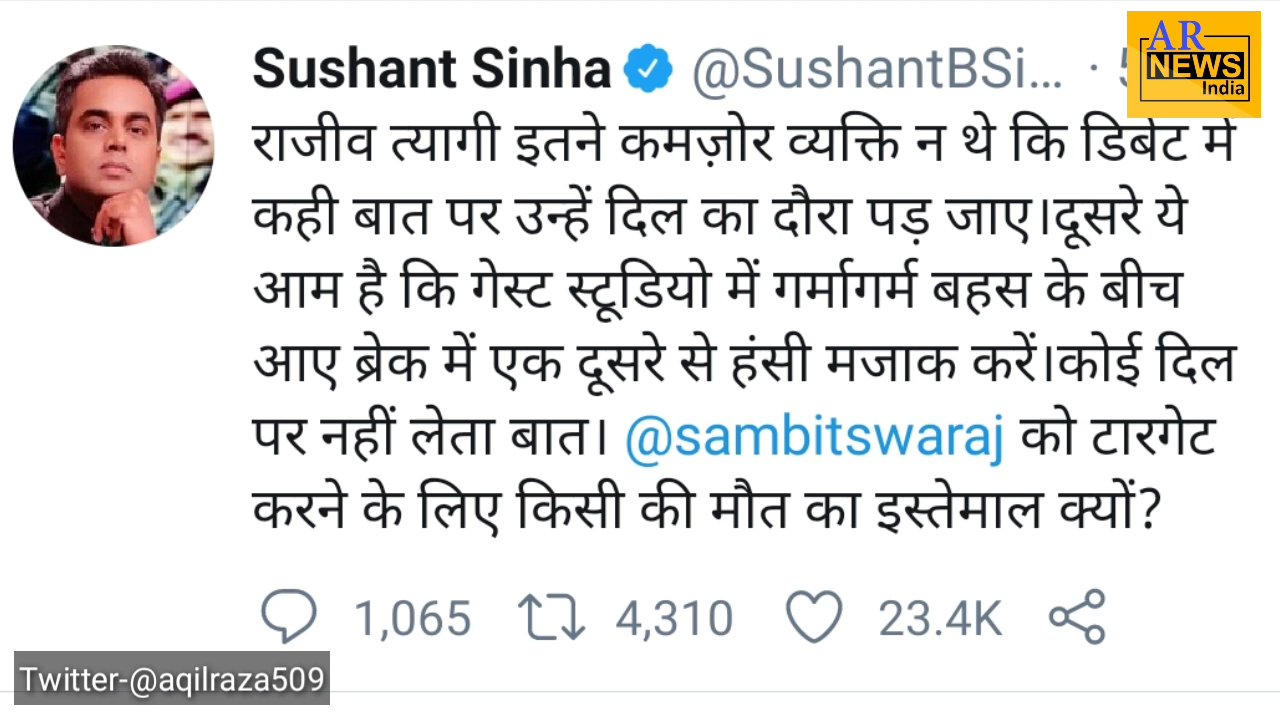 AR
NEWS
India
Sushant Sinha @SushantBSi... ·
राजीव त्यागी इतने कमज़ोर व्यक्ति न थे कि डिबेट में
कही बात पर उन्हें दिल का दौरा पड़ जाए।दूसरे ये
आम है कि गेस्ट स्टूडियो में गर्मागर्म बहस के बीच
आए ब्रेक में एक दूसरे से हंसी मजाक करें।कोई दिल
पर नहीं लेता बात। @sambitswaraj को टारगेट
करने के लिए किसी की मौत का इस्तेमाल क्यों?
1,065 4,310 23.4K
Twitter-@aqilraza509